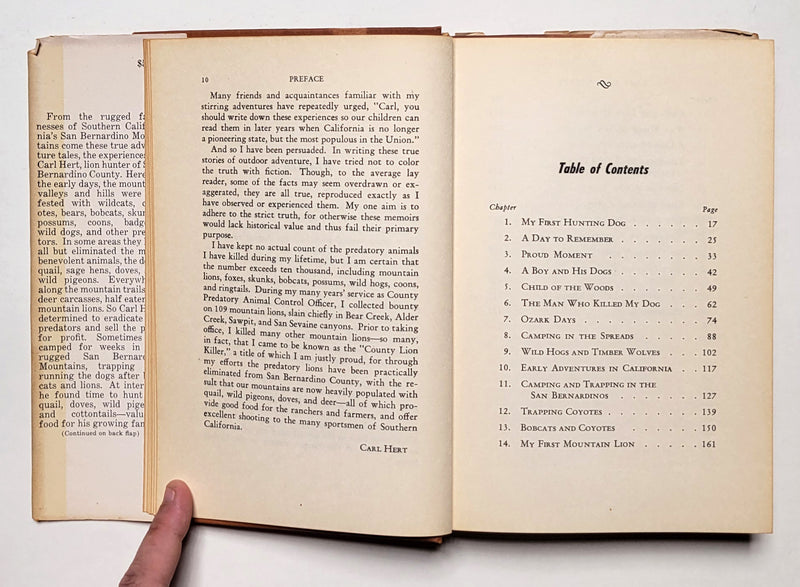 $
From the rugged
nesses of Southern
nia's San Bernardino
tains come these true
ture tales, the experiences
Carl Hert, lion hunter of
Bernardino County. Here
the early days, the
valleys and hills were
fested with wildcats,
otes, bears, bobcats,
possums, coons,
wild dogs, and other
tors. In some areas they
all but eliminated the
benevolent animals, the
quail, sage hens, doves,
wild pigeons.
along the mountain trails
deer carcasses, half eaten
mountain lions. So Carl
determined to eradicate
predators and sell the
for profit. Sometimes
camped for weeks in
rugged San
Mountains, trapping
running the dogs after
cats and lions. At
he found time to hunt
quail, doves, wild
and cottontails—
food for his growing
(Continued on back flap)
10 PREFACE
Many friends and acquaintances familiar with my
stirring adventures have repeatedly urged, "Carl, you
should write down these experiences so our children can
read them in later years when California is no longer
a pioneering state, but the most populous in the Union."
And so I have been persuaded. In writing these true
stories of outdoor adventure, I have tried not to color
the truth with fiction. Though, to the average lay
reader, some of the facts may seem overdrawn or ex-
aggerated, they are all true, reproduced exactly as I
have observed or experienced them. My one aim is to
adhere to the strict truth, for otherwise these memoirs
would lack historical value and thus fail their primary
purpose.
I have kept no actual count of the predatory animals
I have killed during my lifetime, but I am certain that
the number exceeds ten thousand, including mountain
lions, foxes, skunks, bobcats, possums, wild hogs, coons,
and ringtails. During my many years' service as County
Predatory Animal Control Officer, I collected bounty
on 109 mountain lions, slain chiefly in Bear Creek, Alder
Creek, Sawpit, and San Sevaine canyons. Prior to taking
office, I killed many other mountain lions—so many,
in fact, that I came to be known as the "County Lion
Killer," a title of which I am justly proud, for through
my efforts the predatory lions have been practically
eliminated from San Bernardino County, with the re-
sult that our mountains are now heavily populated with
quail, wild pigeons, doves, and deer—all of which pro-
vide good food for the ranchers and farmers, and offer
excellent shooting to the many sportsmen of Southern
California.
CARL HERT
Table of Contents
Chapter Page
1. MY FIRST HUNTING DOG . . . . . . . 17
2. A DAY TO REMEMBER . . . . . . . 25
3. PROUD MOMENT . . . . . . . . 33
4. A BOY AND HIS DOGS . . . . . . . . 42
5. CHILD OF THE WOODS . . . . . . . 49
6. THE MAN WHO KILLED MY DOG . . . . 62
7. OZARK DAYS . . . . . . . . . . 74
8. CAMPING IN THE SPREADS . . . . . . 88
9. WILD HOGS AND TIMBER WOLVES . . . 102
10. EARLY ADVENTURES IN CALIFORNIA . . 117
11. CAMPING AND TRAPPING IN THE
SAN BERNARDINOS . . . . . . . 127
12. TRAPPING COYOTES . . . . . . . . 139
13. BOBCATS AND COYOTES . . . . . . 150
14. MY FIRST MOUNTAIN LION . . . . . 161